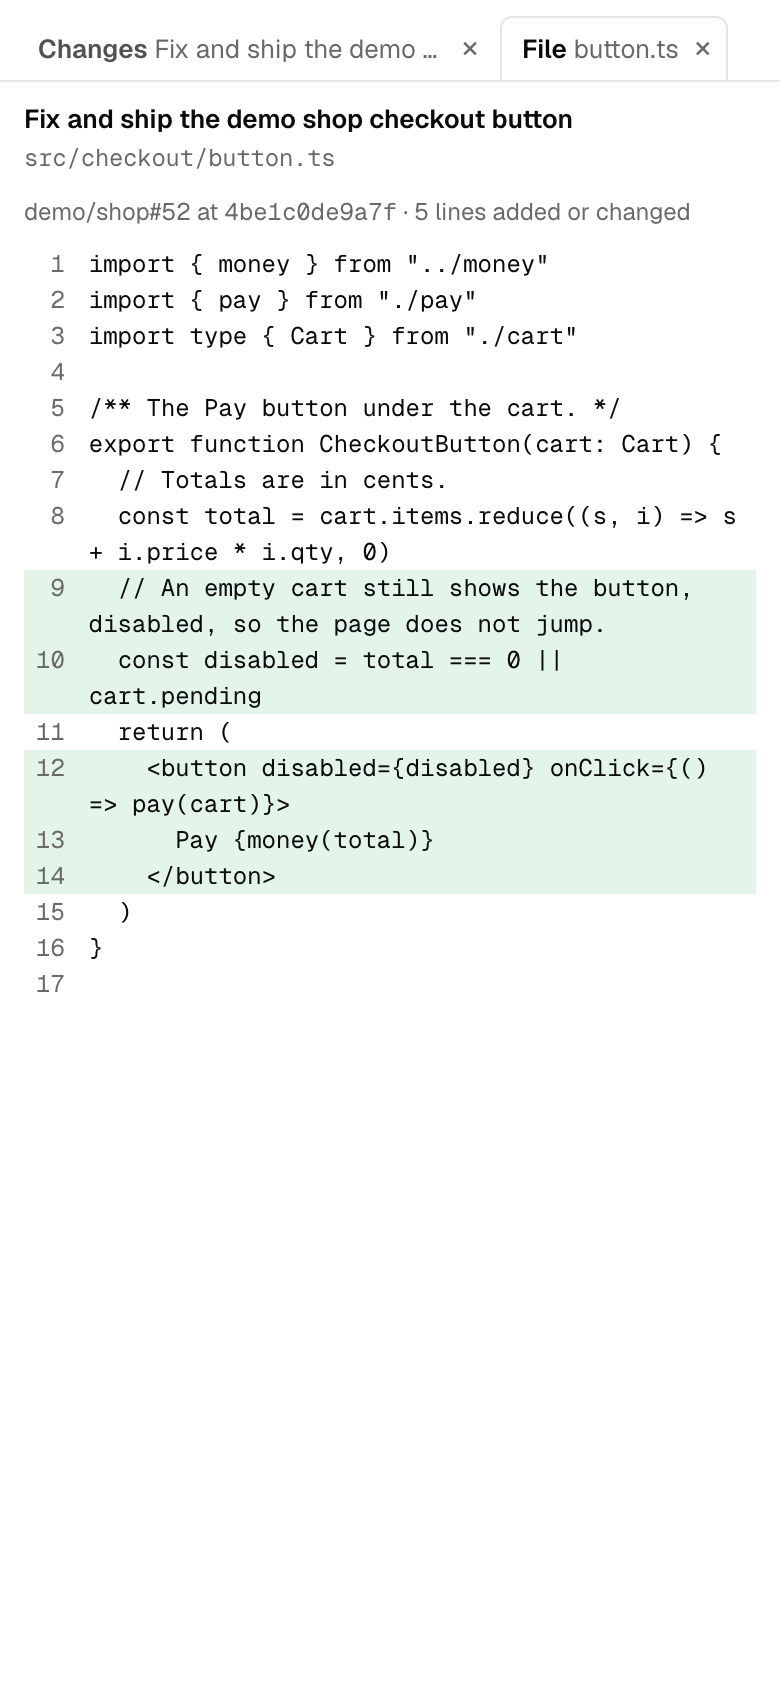 Changes Fix and ship the demo … ×
File button.ts ×
Fix and ship the demo shop checkout button
src/checkout/button.ts
demo/shop#52 at 4be1c0de9a7f · 5 lines added or changed
1 import { money } from "../money"
2 import { pay } from "./pay"
3 import type { Cart } from "./cart"
4
5 /** The Pay button under the cart. */
6 export function CheckoutButton(cart: Cart) {
7   // Totals are in cents.
8   const total = cart.items.reduce((s, i) => s
+ i.price * i.qty, 0)
9   // An empty cart still shows the button,
disabled, so the page does not jump.
10   const disabled = total === 0 ||
cart.pending
11   return (
12     <button disabled={disabled} onClick={()
=> pay(cart)}>
13       Pay {money(total)}
14     </button>
15   )
16 }
17